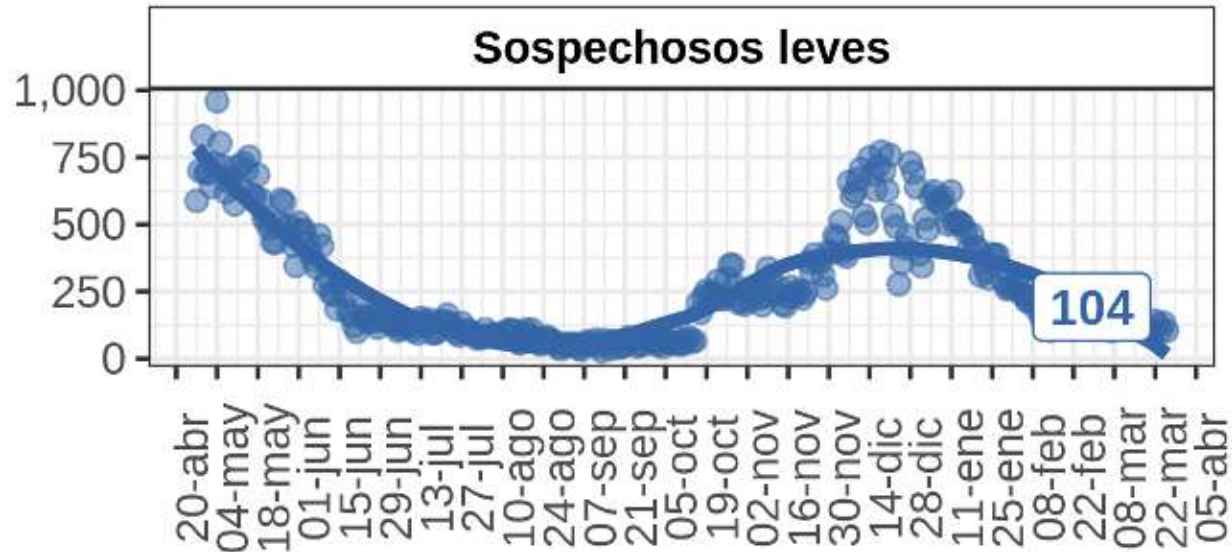 Sospechosos leves
1,000
750
500
250
0
104
20-abr
04-may
18-may
01-jun
15-jun
29-jun
13-jul
27-jul
10-ago
24-ago
07-sep
21-sep
05-oct
19-oct
02-nov
16-nov
30-nov
14-dic
28-dic
11-ene
25-ene
08-feb
22-feb
08-mar
22-mar
05-abr